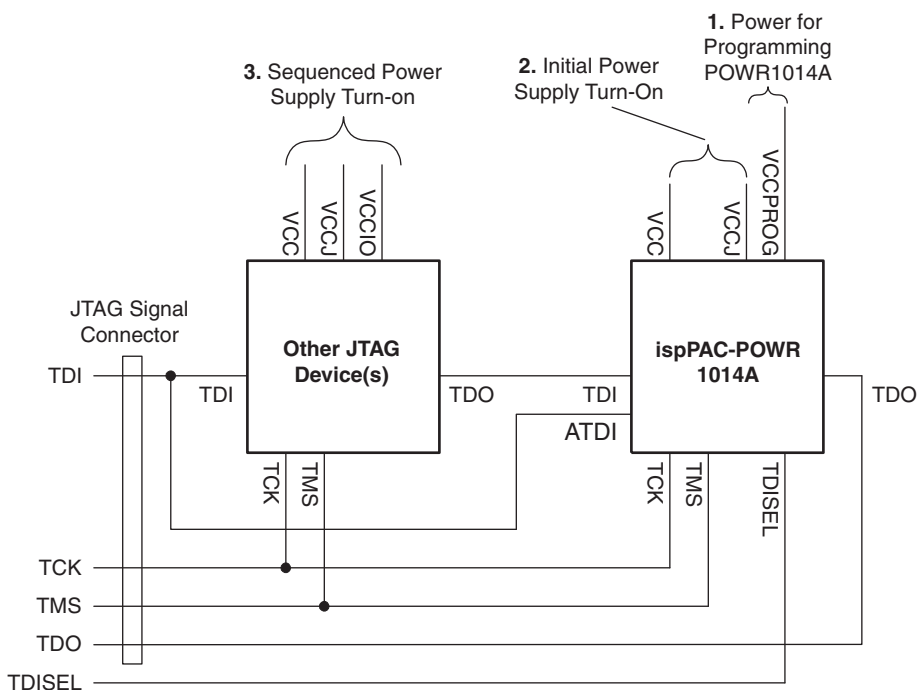 1. Power for
Programming
POWR1014A
2. Initial Power
Supply Turn-On
3. Sequenced Power
Supply Turn-on
VCC
VCCJ
VCCIO
VCC
VCCJ
VCCPROG
JTAG Signal
Connector
Other JTAG
Device(s)
ispPAC-POWR
1014A
TDI
TDI
TDO
TDI
TDO
ATDI
TCK
TMS
TCK
TMS
TDISEL
TCK
TMS
TDO
TDISEL